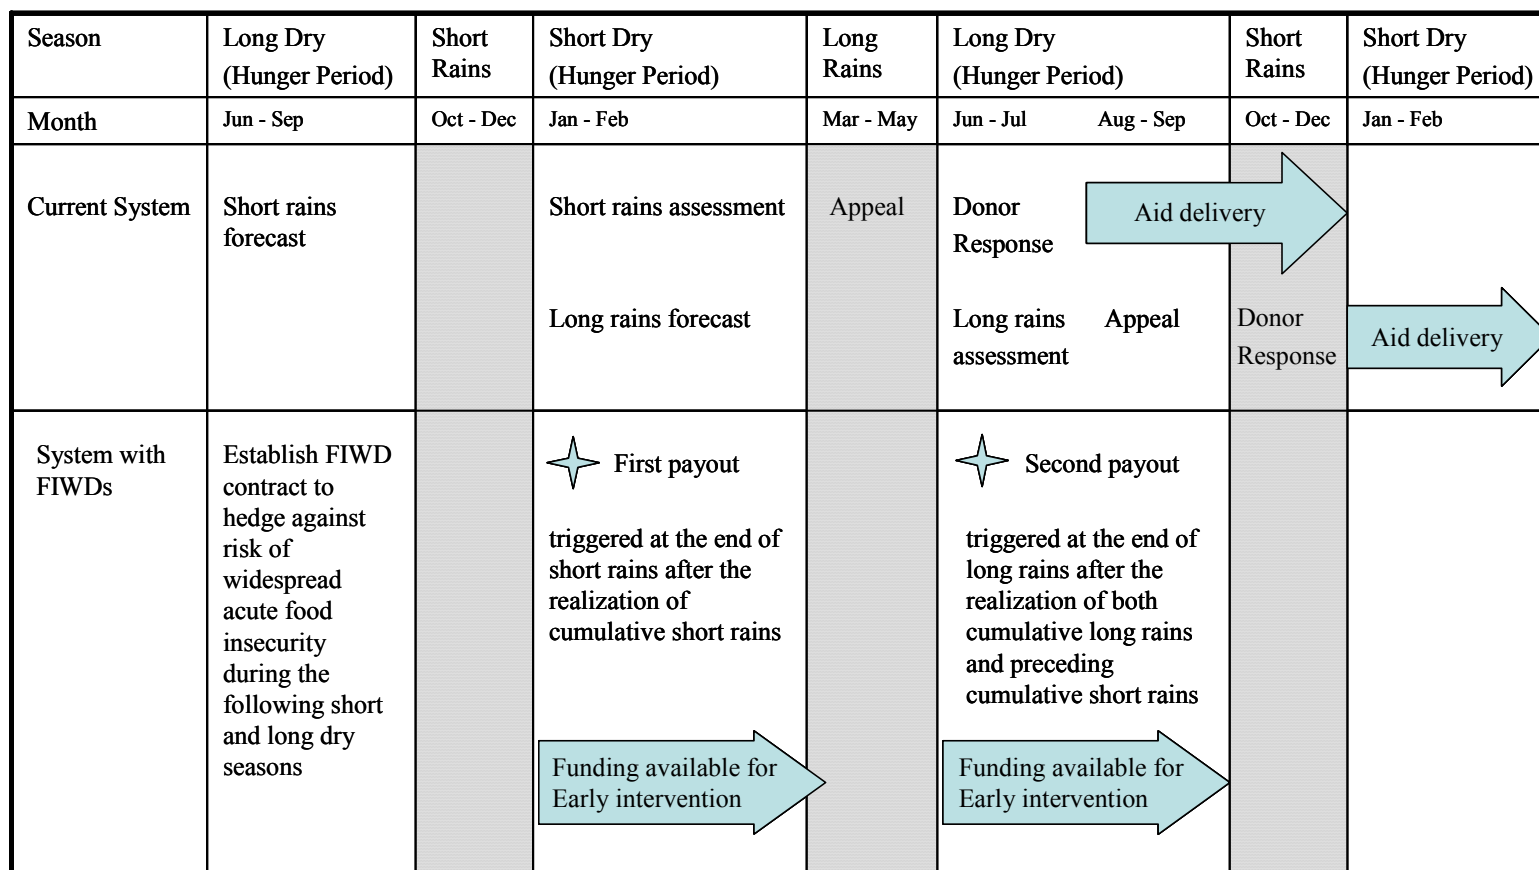 Season
Long Dry
(Hunger Period)
Short
Rains
Short Dry
(Hunger Period)
Long
Rains
Long Dry
(Hunger Period)
Short
Rains
Short Dry
(Hunger Period)
Month
Jun - Sep
Oct - Dec
Jan - Feb
Mar - May
Jun - Jul
Aug - Sep
Oct - Dec
Jan - Feb
Current System
Short rains
forecast
Short rains assessment
Appeal
Donor
Response
Aid delivery
Long rains forecast
Long rains
assessment
Appeal
Donor
Response
Aid delivery
System with
FIWDs
Establish FIWD
contract to
hedge against
risk of
widespread
acute food
insecurity
during the
following short
and long dry
seasons
First payout
triggered at the end of
short rains after the
realization of
cumulative short rains
Funding available for
Early intervention
Second payout
triggered at the end of
long rains after the
realization of both
cumulative long rains
and preceding
cumulative short rains
Funding available for
Early intervention